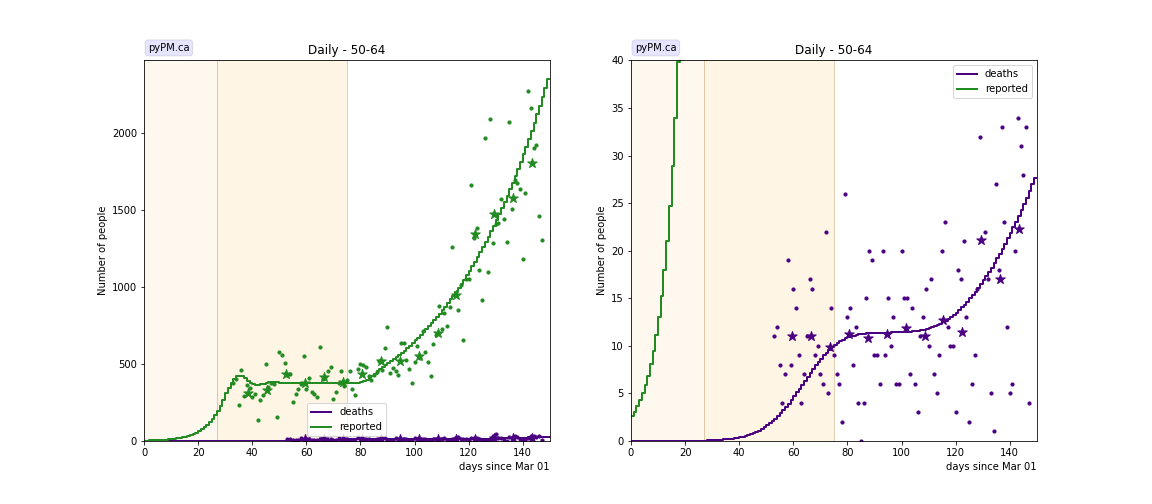 pyPM.ca
Daily - 50-64
Number of people
2000
1500
1000
500
0
deaths
reported
0 20 40 60 80 100 120 140
days since Mar 01
pyPM.ca
Daily - 50-64
Number of people
40
35
30
25
20
15
10
5
0
deaths
reported
0 20 40 60 80 100 120 140
days since Mar 01